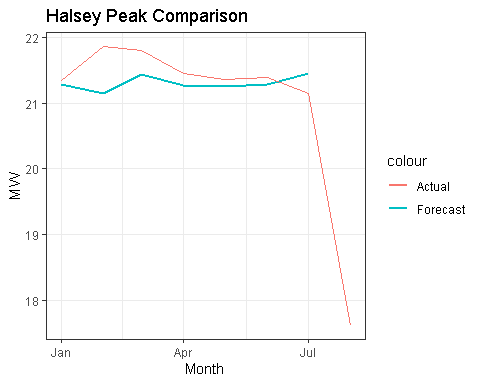 Halsey Peak Comparison
22
21
20
19
18
MW
Jan
Apr
Jul
Month
colour
Actual
Forecast